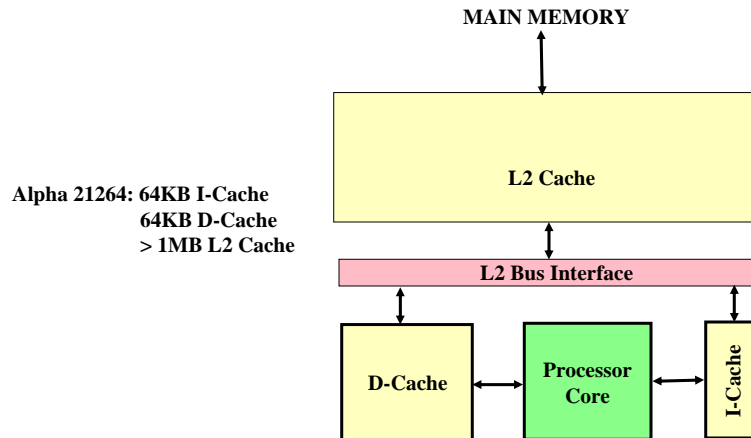 MAIN MEMORY
L2 Cache
Alpha 21264: 64KB I-Cache
64KB D-Cache
> 1MB L2 Cache
L2 Bus Interface
D-Cache
Processor
Core
I-Cache